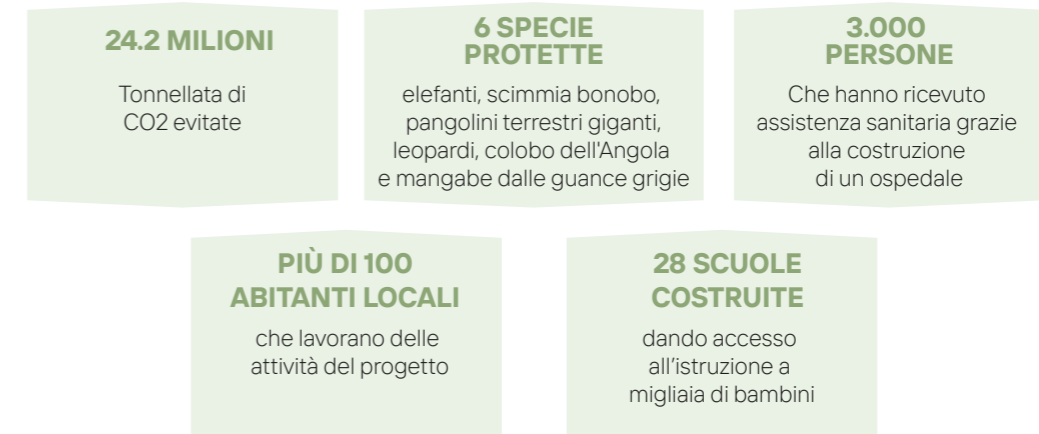 24.2 MILIONI
Tonnellata di
CO2 evitate
6 SPECIE
PROTETTE
elefanti, scimmia bonobo,
pangolini terrestri giganti,
leopardi, colobo dell'Angola
e mangabe dalle guance grigie
3.000
PERSONE
Che hanno ricevuto
assistenza sanitaria grazie
alla costruzione
di un ospedale
PIÙ DI 100
ABITANTI LOCALI
che lavorano delle
attività del progetto
28 SCUOLE
COSTRUITE
dando accesso
all’istruzione a
migliaia di bambini